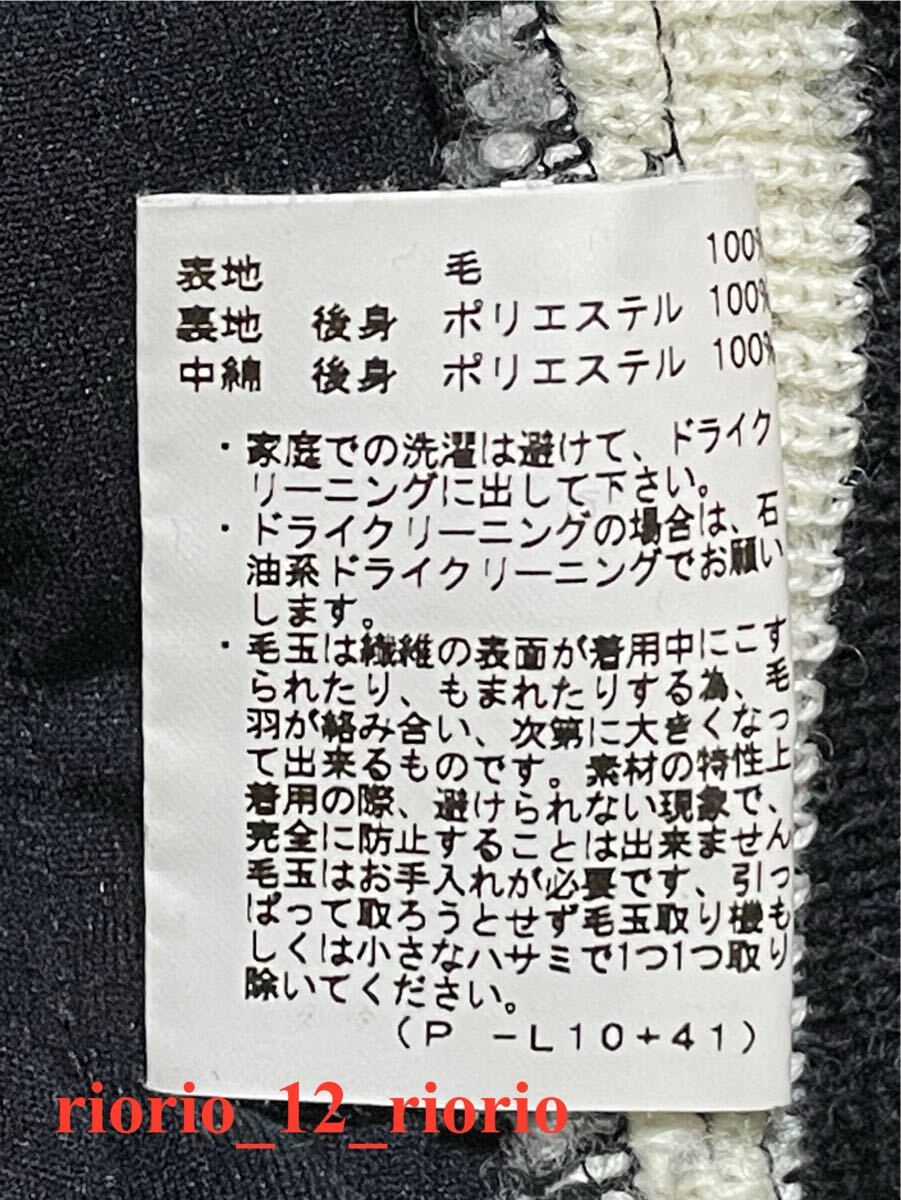 表地 毛 100%
裏地 後身 ポリエステル 100%
中綿 後身 ポリエステル 100%
・家庭での洗濯は避けて、ドライク
リーニングに出して下さい。
・ドライクリーニングの場合は、石
油系ドライクリーニングでお願い
します。
・毛玉は繊維の表面が着用中にこす
られたり、もまれたりする為、毛
羽が絡み合い、次第に大きくなっ
て出来るものです。素材の特性上
着用の際、避けられない現象で、
完全に防止することは出来ません
毛玉はお手入れが必要です、引っ
ぱって取ろうとせず毛玉取り機も
しくは小さなハサミで1つ1つ取り
除いてください。
(P -L10+41)
riorio_12_riorio